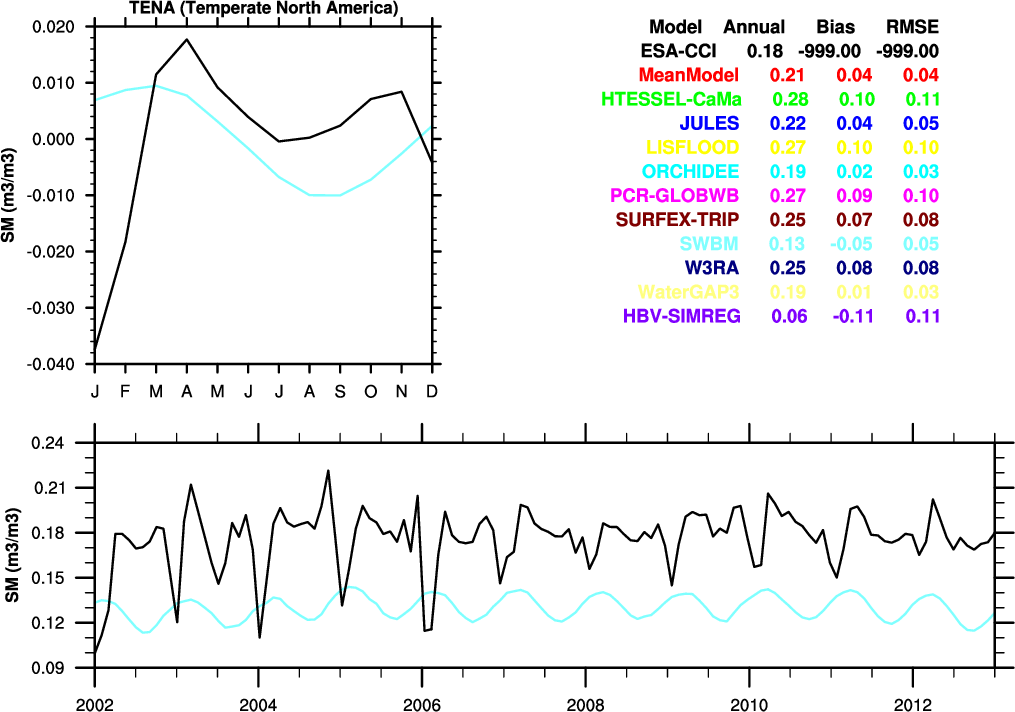 TENA (Temperate North America)
0.020
0.010
0.000
-0.010
-0.020
-0.030
-0.040
SM (m3/m3)
J F M A M J J A S O N D
Model Annual Bias RMSE
ESA-CCI 0.18 -999.00 -999.00
MeanModel 0.21 0.04 0.04
HTESSEL-CaMa 0.28 0.10 0.11
JULES 0.22 0.04 0.05
LISFLOOD 0.27 0.10 0.10
ORCHIDEE 0.19 0.02 0.03
PCR-GLOBWB 0.27 0.09 0.10
SURFEX-TRIP 0.25 0.07 0.08
SWBM 0.13 -0.05 0.05
W3RA 0.25 0.08 0.08
WaterGAP3 0.19 0.01 0.03
HBV-SIMREG 0.06 -0.11 0.11
0.24
0.21
0.18
0.15
0.12
0.09
SM (m3/m3)
2002 2004 2006 2008 2010 2012